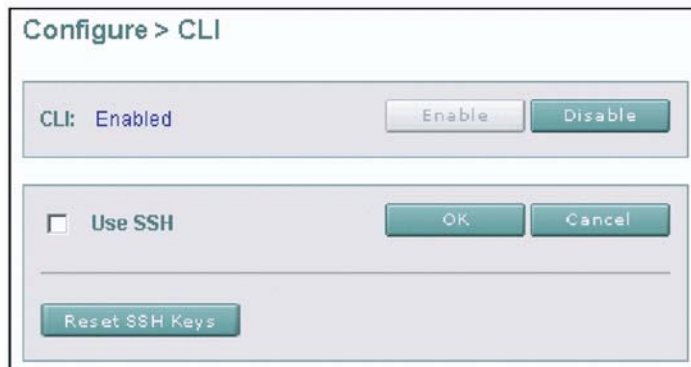 Configure > CLI
CLI: Enabled Enable Disable
Use SSH OK Cancel
Reset SSH Keys